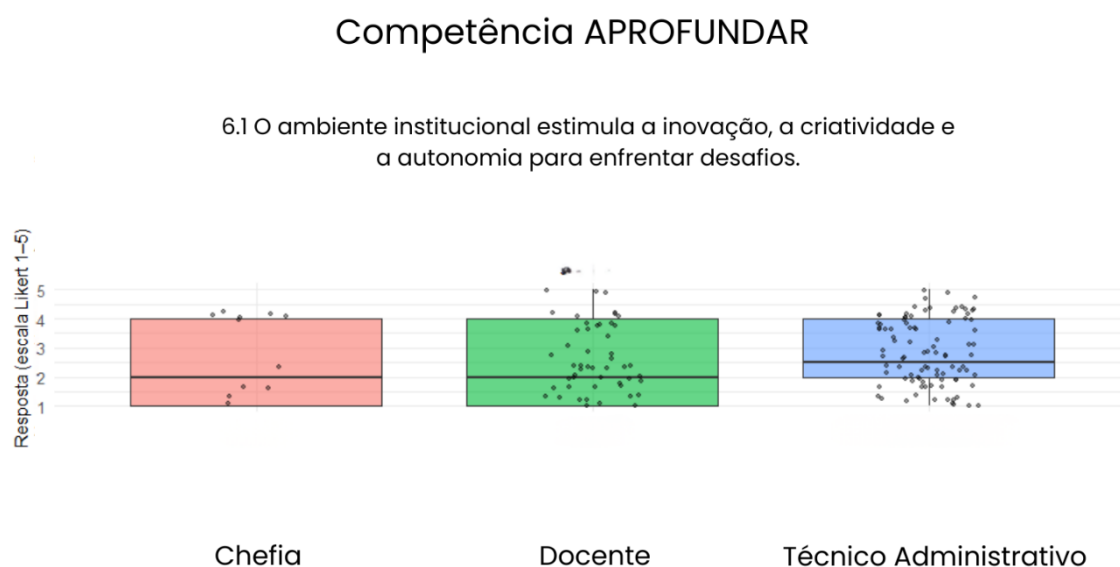 Competência APROFUNDAR
6.1 O ambiente institucional estimula a inovação, a criatividade e
a autonomia para enfrentar desafios.
Resposta (escala Likert 1–5)
5
4
3
2
1
Chefia
Docente
Técnico Administrativo